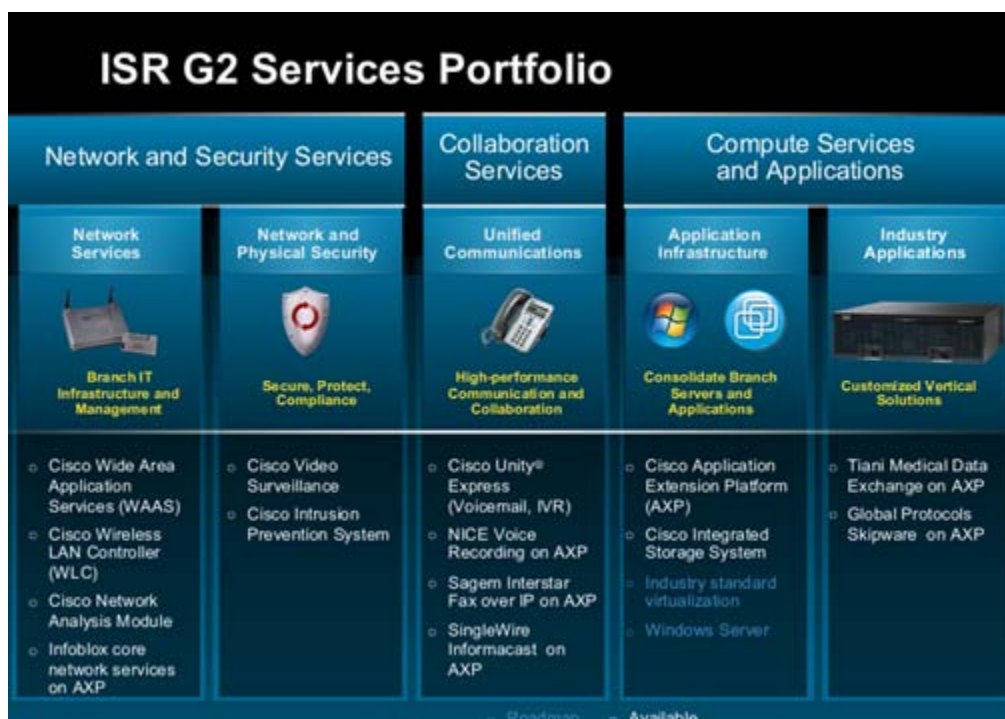 ISR G2 Services Portfolio
Network and Security Services
Collaboration
Services
Compute Services
and Applications
Network
Services
Network and
Physical Security
Unified
Communications
Application
Infrastructure
Industry
Applications
Branch IT
Infrastructure and
Management
Secure, Protect,
Compliance
High-performance
Communication and
Collaboration
Consolidate Branch
Servers and
Applications
Customized Vertical
Solutions
Cisco Wide Area
Application
Services (WAAS)
Cisco Wireless
LAN Controller
(WLC)
Cisco Network
Analysis Module
Infoblox core
network services
on AXP
Cisco Video
Surveillance
Cisco Intrusion
Prevention System
Cisco Unity®
Express
(Voicemail, IVR)
NICE Voice
Recording on AXP
Sagem Interstar
Fax over IP on AXP
SingleWire
Informacast on
AXP
Cisco Application
Extension Platform
(AXP)
Cisco Integrated
Storage System
Industry standard
virtualization
Windows Server
Tiani Medical Data
Exchange on AXP
Global Protocols
Skipware on AXP
Roadmap
Available